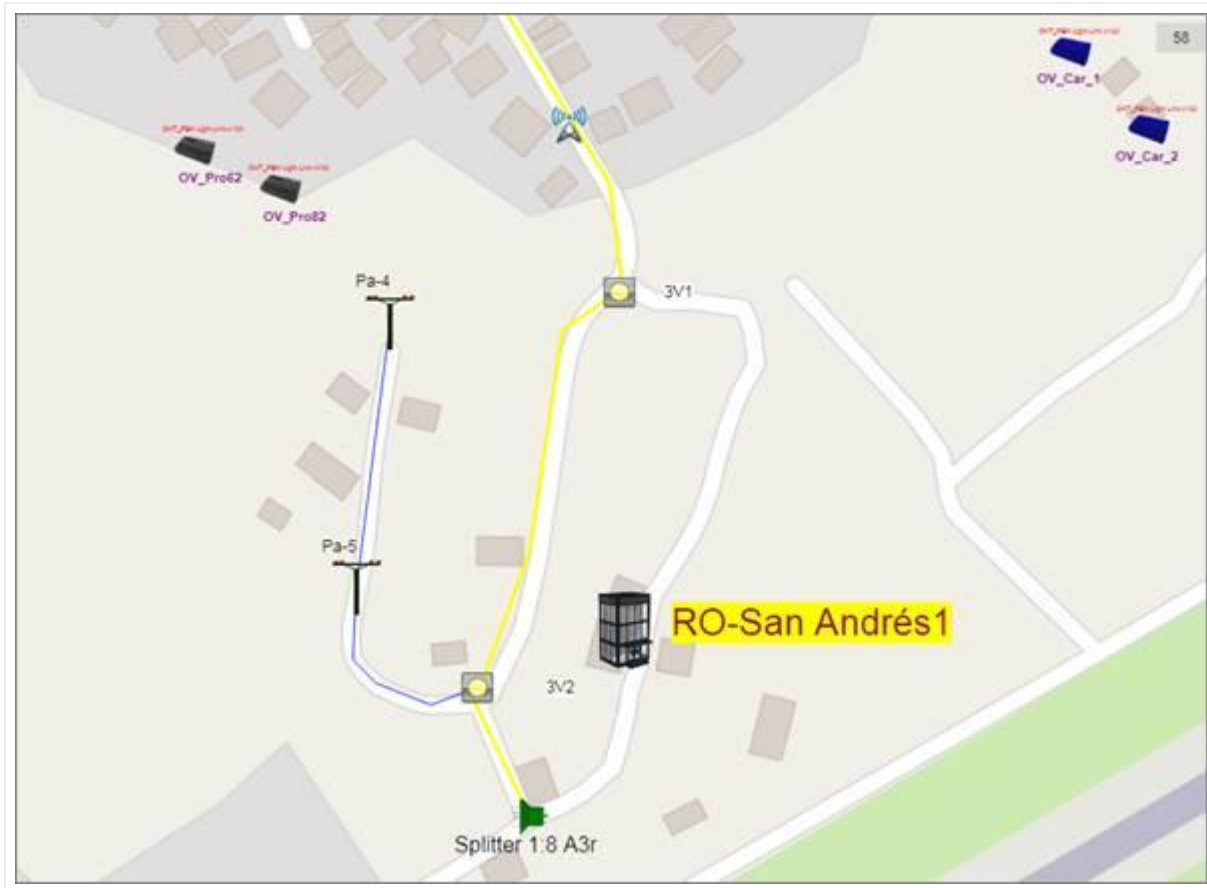 58
OV_Car_1
OV_Car_2
OV_Pro62
OV_Pro82
Pa-4
3V1
Pa-5
RO-San Andrés1
3V2
Splitter 1:8 A3r